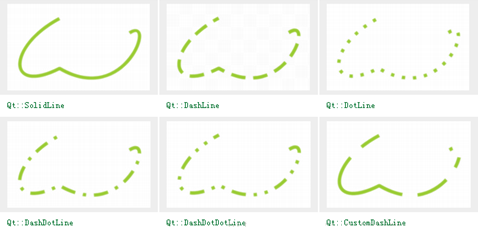 Qt::SolidLine
Qt::DashLine
Qt::DotLine
Qt::DashDotLine
Qt::DashDotDotLine
Qt::CustomDashLine